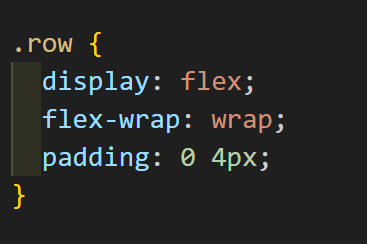 .row {
display: flex;
flex-wrap: wrap;
padding: 0 4px;
}